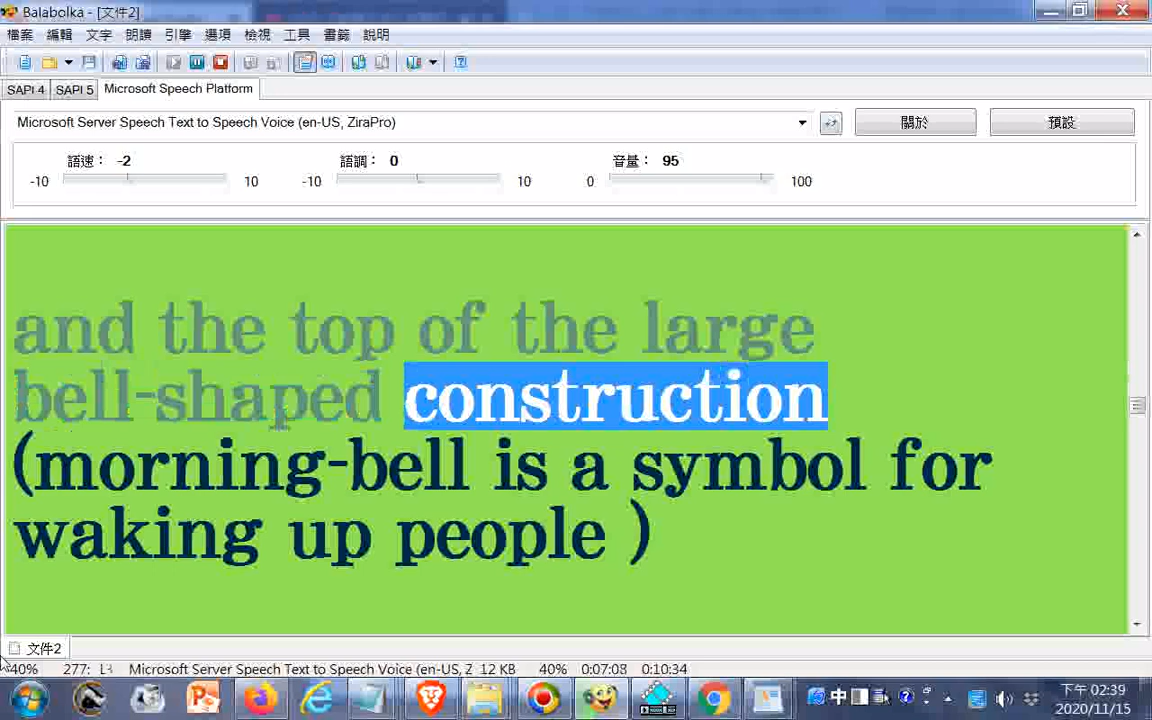 Balabolka - [文件2]
檔案 編輯 文字 朗讀 引擎 選項 檢視 工具 書籤 說明
SAPI 4 SAPI 5 Microsoft Speech Platform
Microsoft Server Speech Text to Speech Voice (en-US, ZiraPro) 關於 預設
語速： -2 語調： 0 音量： 95
-10 10 -10 10 0 100
and the top of the large
bell-shaped construction
(morning-bell is a symbol for
waking up people )
文件2
40% 277: Microsoft Server Speech Text to Speech Voice (en-US, Z 12 KB 40% 0:07:08 0:10:34
中 下午 02:39
2020/11/15